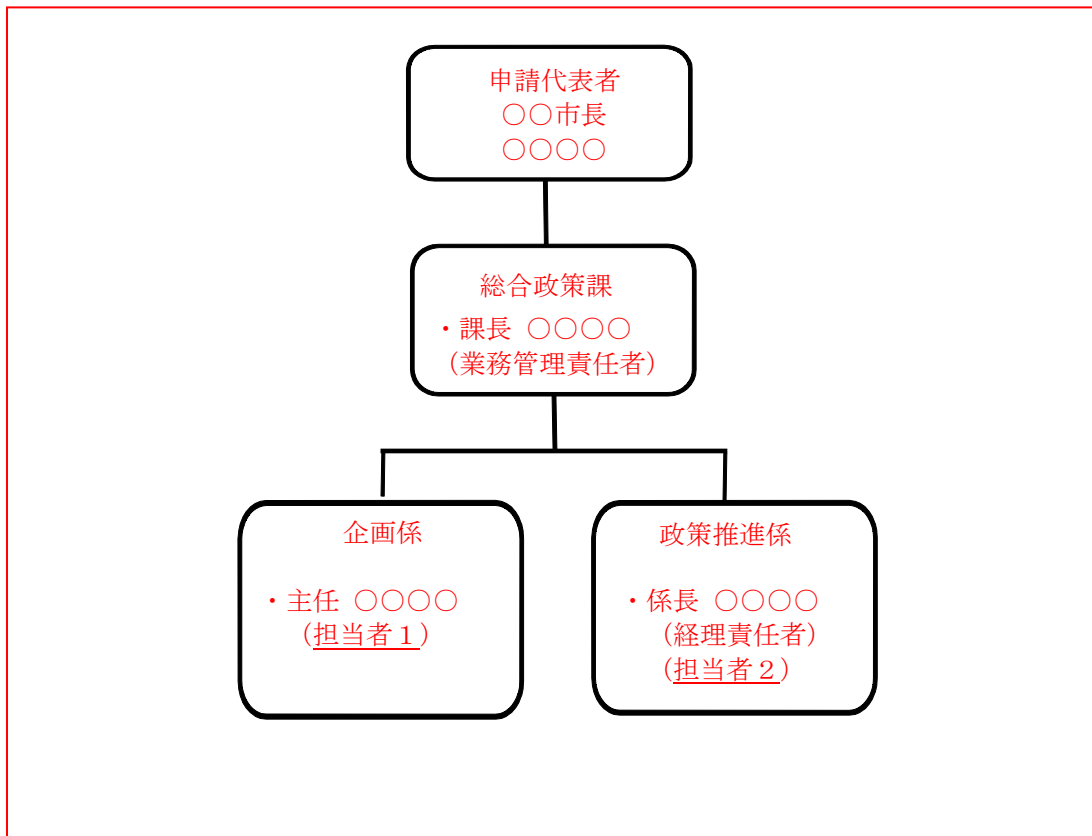 申請代表者
○○市長
○○○○
総合政策課
・課長 ○○○○
(業務管理責任者)
企画係
・主任 ○○○○
(担当者1)
政策推進係
・係長 ○○○○
(経理責任者)
(担当者2)